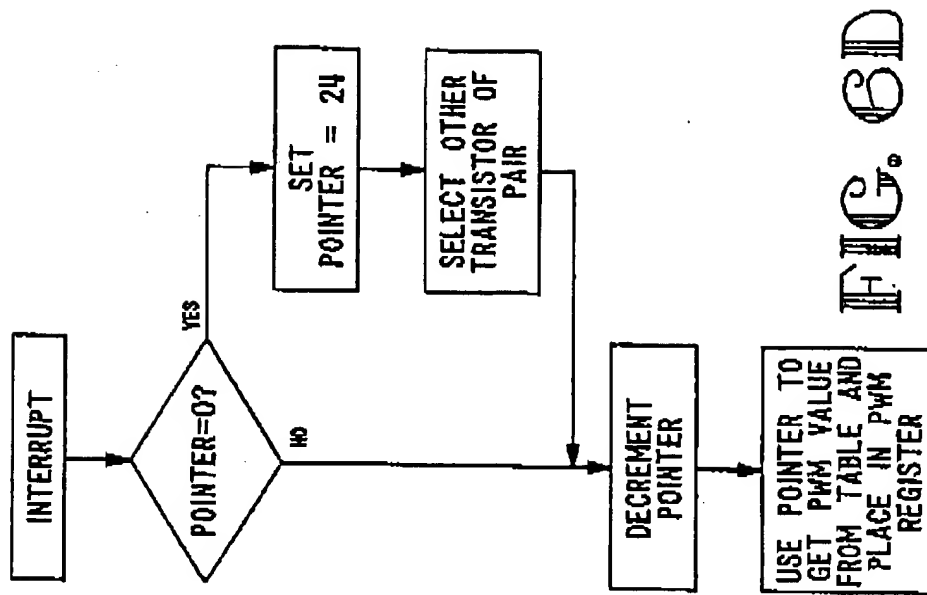 INTERRUPT
POINTER=0?
YES
NO
SET
POINTER = 24
SELECT OTHER
TRANSISTOR OF
PAIR
DECREMENT
POINTER
USE POINTER TO
GET PWM VALUE
FROM TABLE AND
PLACE IN PWM
REGISTER
FIG. 6D